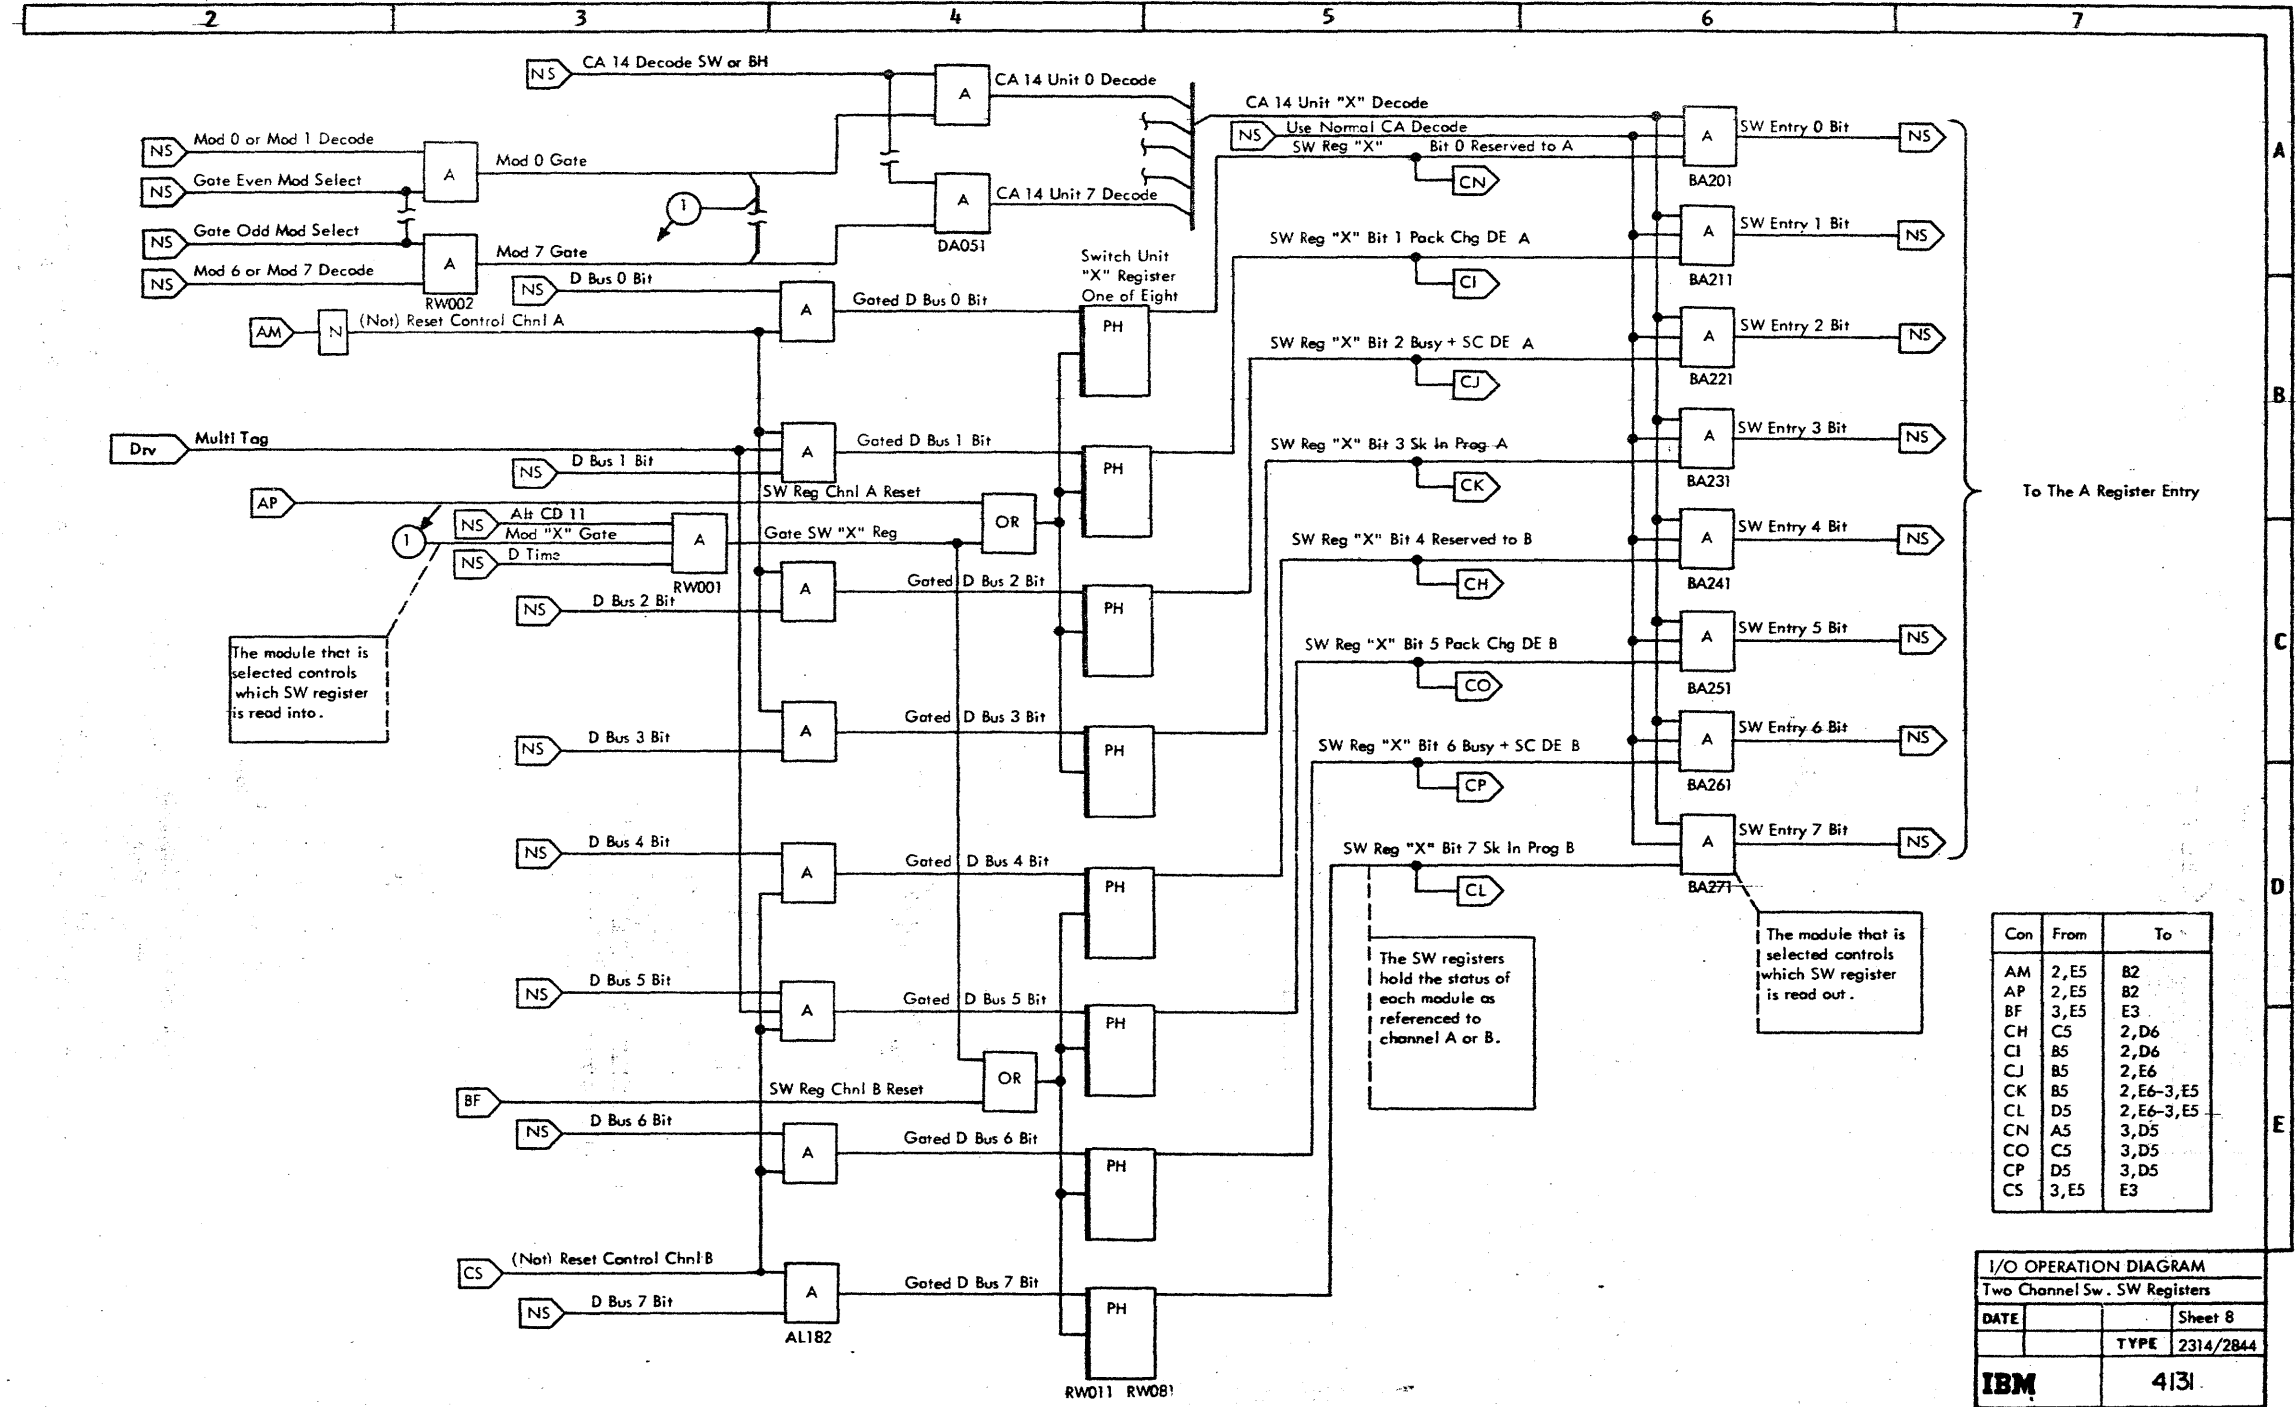 2 3 4 5 6 7
A
B
C
D
E
NS CA 14 Decode SW or BH
A CA 14 Unit 0 Decode
NS Mod 0 or Mod 1 Decode
A Mod 0 Gate
NS Gate Even Mod Select
1
NS Gate Odd Mod Select
A Mod 7 Gate
RW002
NS Mod 6 or Mod 7 Decode
A CA 14 Unit 7 Decode
DA051
CA 14 Unit "X" Decode
NS Use Normal CA Decode
SW Reg "X" Bit 0 Reserved to A
CN
A SW Entry 0 Bit NS
BA201
SW Reg "X" Bit 1 Pack Chg DE A
CI
A SW Entry 1 Bit NS
BA211
SW Reg "X" Bit 2 Busy + SC DE A
CJ
A SW Entry 2 Bit NS
BA221
SW Reg "X" Bit 3 Sk In Prog A
CK
A SW Entry 3 Bit NS
BA231
SW Reg "X" Bit 4 Reserved to B
CH
A SW Entry 4 Bit NS
BA241
SW Reg "X" Bit 5 Pack Chg DE B
CO
A SW Entry 5 Bit NS
BA251
SW Reg "X" Bit 6 Busy + SC DE B
CP
A SW Entry 6 Bit NS
BA261
SW Reg "X" Bit 7 Sk In Prog B
CL
A SW Entry 7 Bit NS
BA271
To The A Register Entry
Switch Unit
"X" Register
One of Eight
NS D Bus 0 Bit
A Gated D Bus 0 Bit PH
AM N (Not) Reset Control Chnl A
Drv Multi Tag
A Gated D Bus 1 Bit PH
NS D Bus 1 Bit
AP SW Reg Chnl A Reset
OR
NS Alt CD 11
1 Mod "X" Gate
A Gate SW "X" Reg
NS D Time
RW001
A Gated D Bus 2 Bit PH
NS D Bus 2 Bit
The module that is
selected controls
which SW register
is read into.
A Gated D Bus 3 Bit PH
NS D Bus 3 Bit
NS D Bus 4 Bit
A Gated D Bus 4 Bit PH
NS D Bus 5 Bit
A Gated D Bus 5 Bit PH
OR
BF SW Reg Chnl B Reset
NS D Bus 6 Bit
A Gated D Bus 6 Bit PH
CS (Not) Reset Control Chnl B
A Gated D Bus 7 Bit PH
NS D Bus 7 Bit
AL182
RW011 RW081
The SW registers
hold the status of
each module as
referenced to
channel A or B.
The module that is
selected controls
which SW register
is read out.
Con From To
AM 2,E5 B2
AP 2,E5 B2
BF 3,E5 E3
CH C5 2,D6
CI B5 2,D6
CJ B5 2,E6
CK B5 2,E6-3,E5
CL D5 2,E6-3,E5
CN A5 3,D5
CO C5 3,D5
CP D5 3,D5
CS 3,E5 E3
I/O OPERATION DIAGRAM
Two Channel Sw. SW Registers
DATE Sheet 8
TYPE 2314/2844
IBM 4131